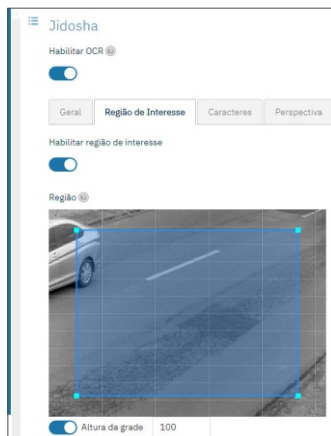 Jidosha
Habilitar OCR
Geral Região de Interesse Caracteres Perspectiva
Habilitar região de interesse
Região
Altura da grade 100